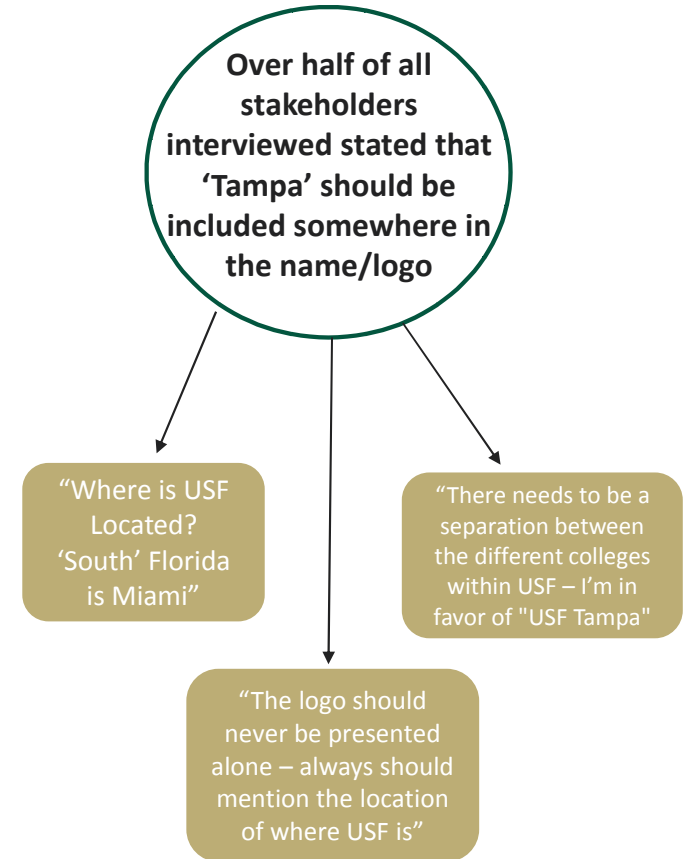 Over half of all
stakeholders
interviewed stated that
‘Tampa’ should be
included somewhere in
the name/logo
“Where is USF
Located?
‘South’ Florida
is Miami”
“There needs to be a
separation between
the different colleges
within USF – I’m in
favor of "USF Tampa"
“The logo should
never be presented
alone – always should
mention the location
of where USF is”